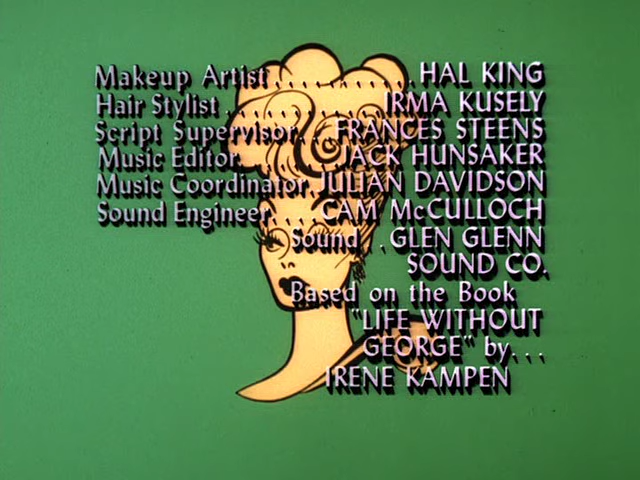 Makeup Artist . . . . . . . . . HAL KING
Hair Stylist . . . . . . . . IRMA KUSELY
Script Supervisor . . FRANCES STEENS
Music Editor . . . . . JACK HUNSAKER
Music Coordinator . JULIAN DAVIDSON
Sound Engineer . . . CAM McCULLOCH
Sound . . GLEN GLENN
SOUND CO.
Based on the Book
"LIFE WITHOUT
GEORGE" by . . .
IRENE KAMPEN